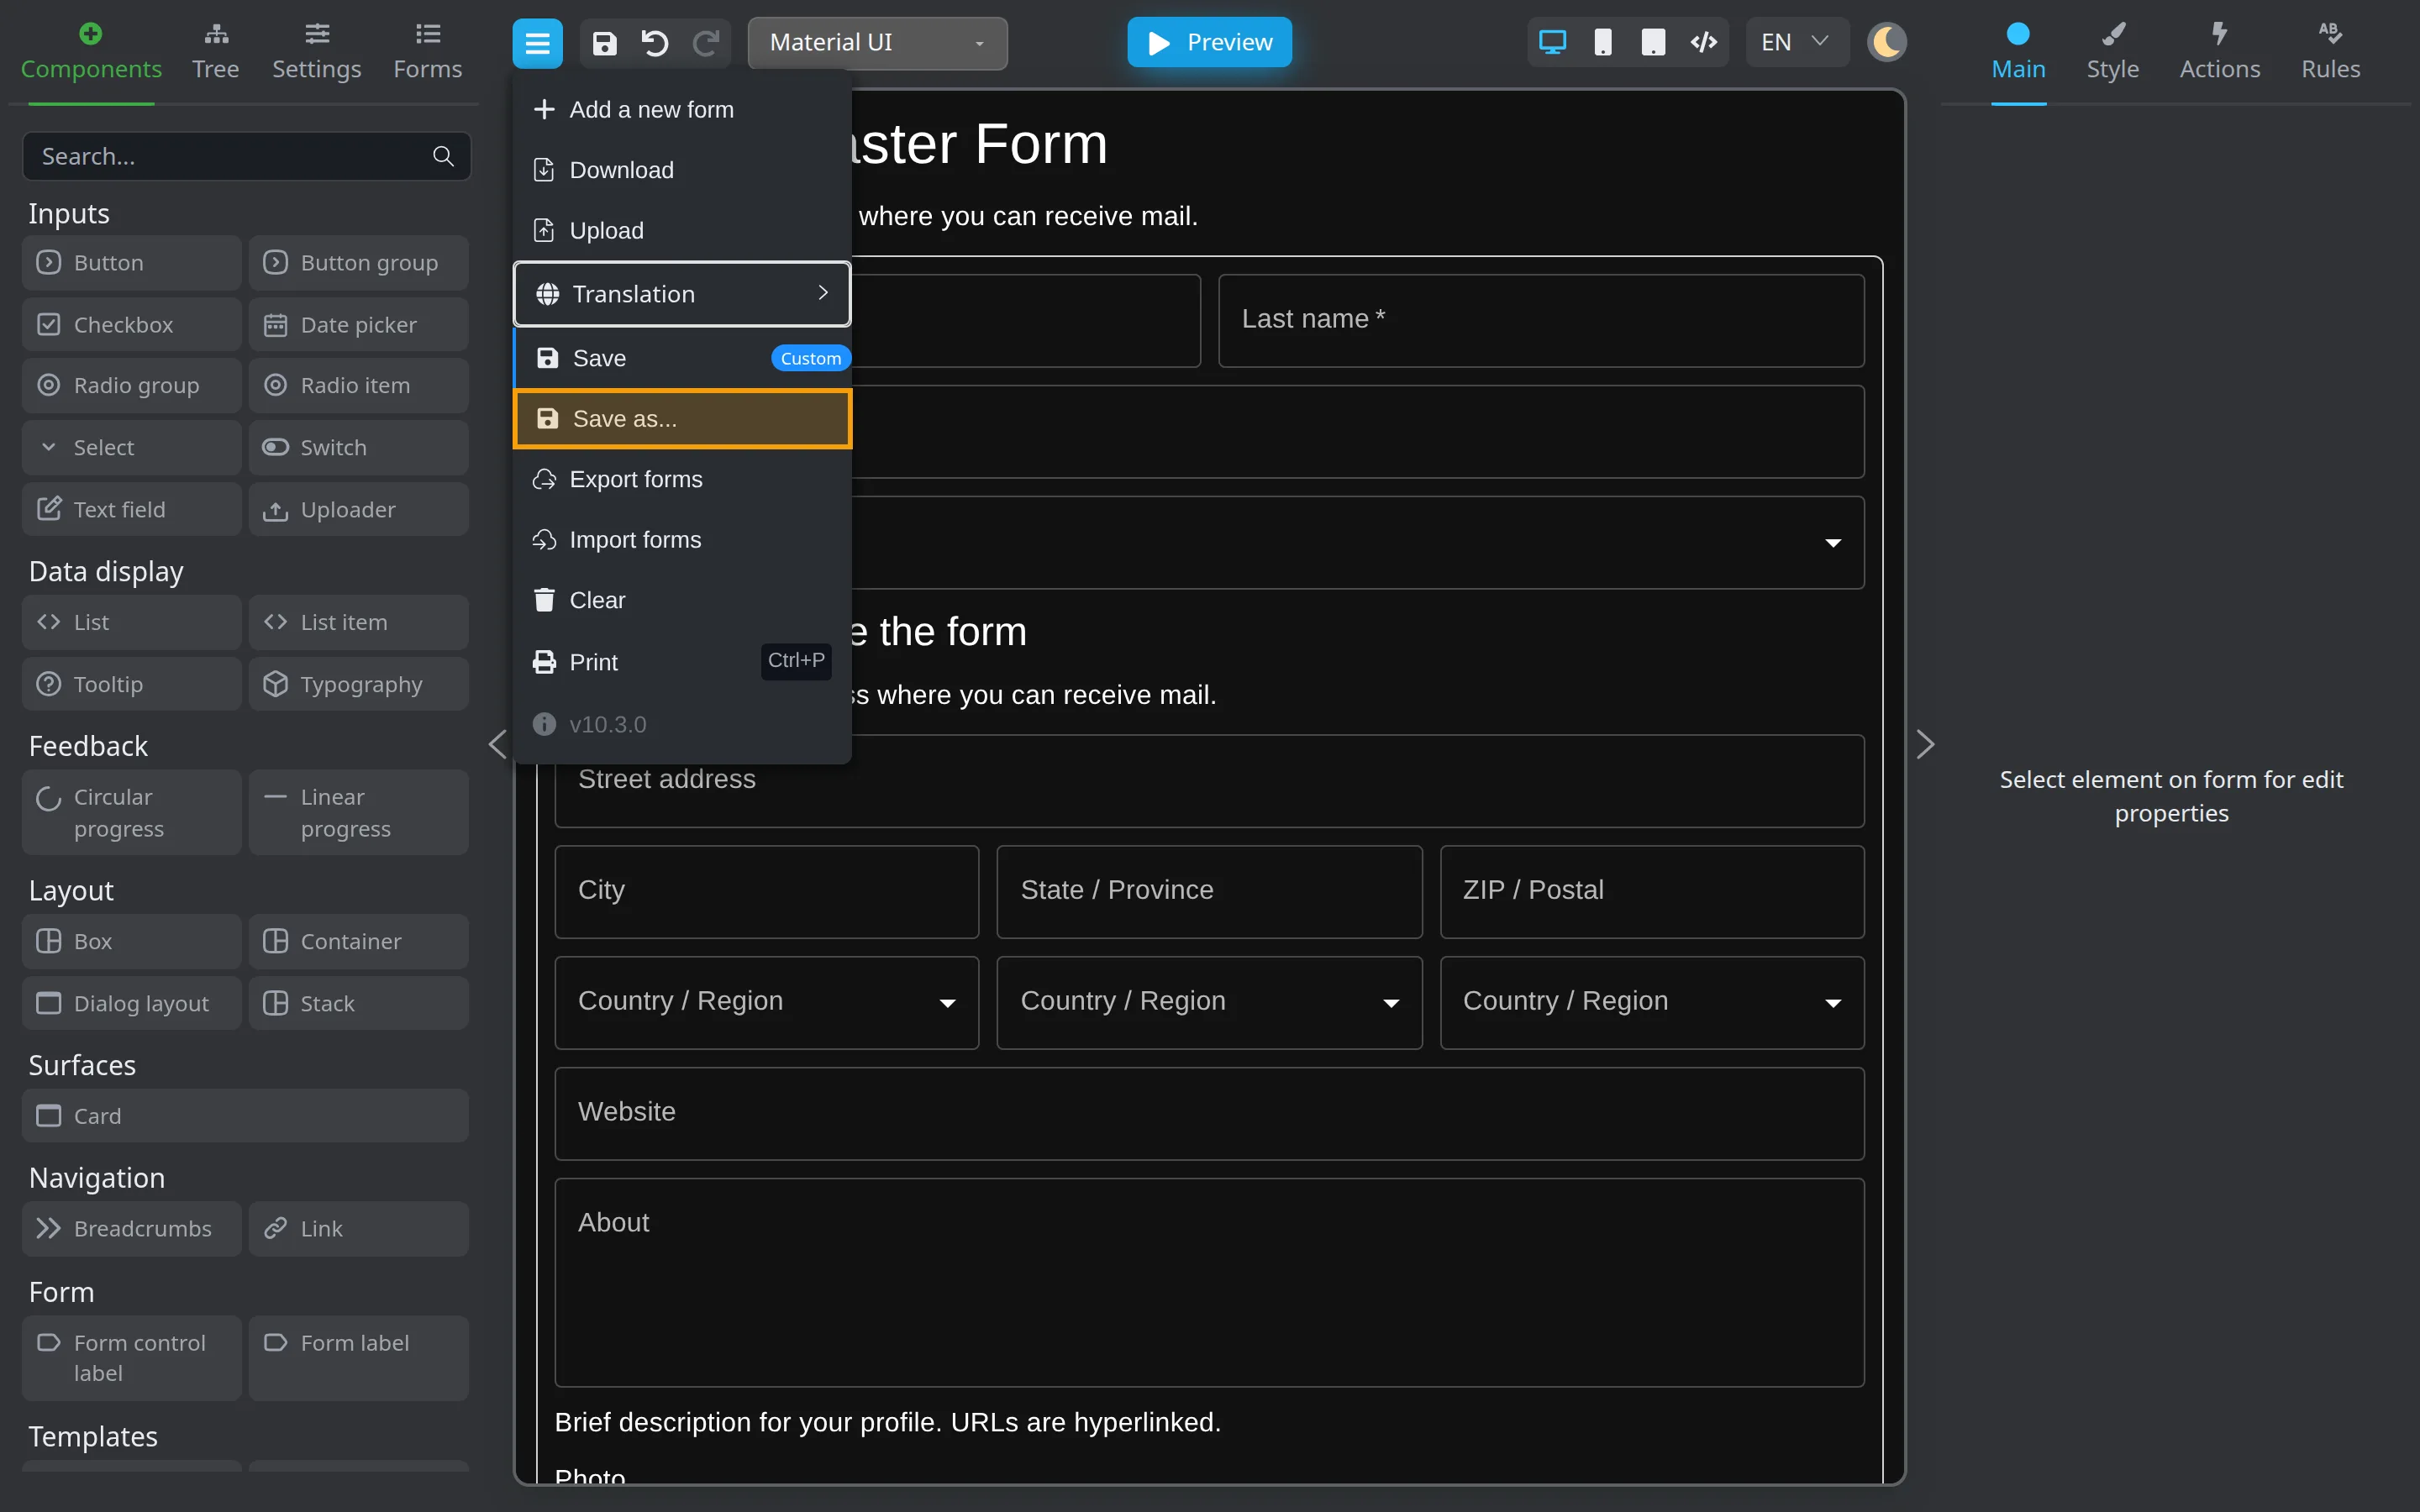 Components
Tree
Settings
Forms
Material UI
Preview
EN
Main
Style
Actions
Rules
Search...
Inputs
Button
Button group
Checkbox
Date picker
Radio group
Radio item
Select
Switch
Text field
Uploader
Data display
List
List item
Tooltip
Typography
Feedback
Circular
progress
Linear
progress
Layout
Box
Container
Dialog layout
Stack
Surfaces
Card
Navigation
Breadcrumbs
Link
Form
Form control
label
Form label
Templates
Add a new form
Download
Upload
Translation
Save
Custom
Save as...
Export forms
Import forms
Clear
Print
Ctrl+P
v10.3.0
aster Form
where you can receive mail.
Last name *
e the form
ss where you can receive mail.
Street address
City
State / Province
ZIP / Postal
Country / Region
Country / Region
Country / Region
Website
About
Brief description for your profile. URLs are hyperlinked.
Photo
Select element on form for edit
properties